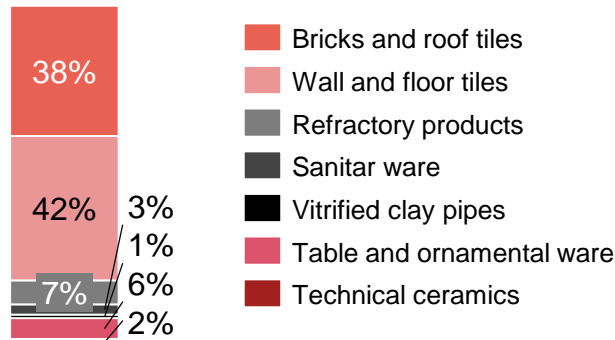 38%
42%
7%
3%
1%
6%
2%
Bricks and roof tiles
Wall and floor tiles
Refractory products
Sanitar ware
Vitrified clay pipes
Table and ornamental ware
Technical ceramics